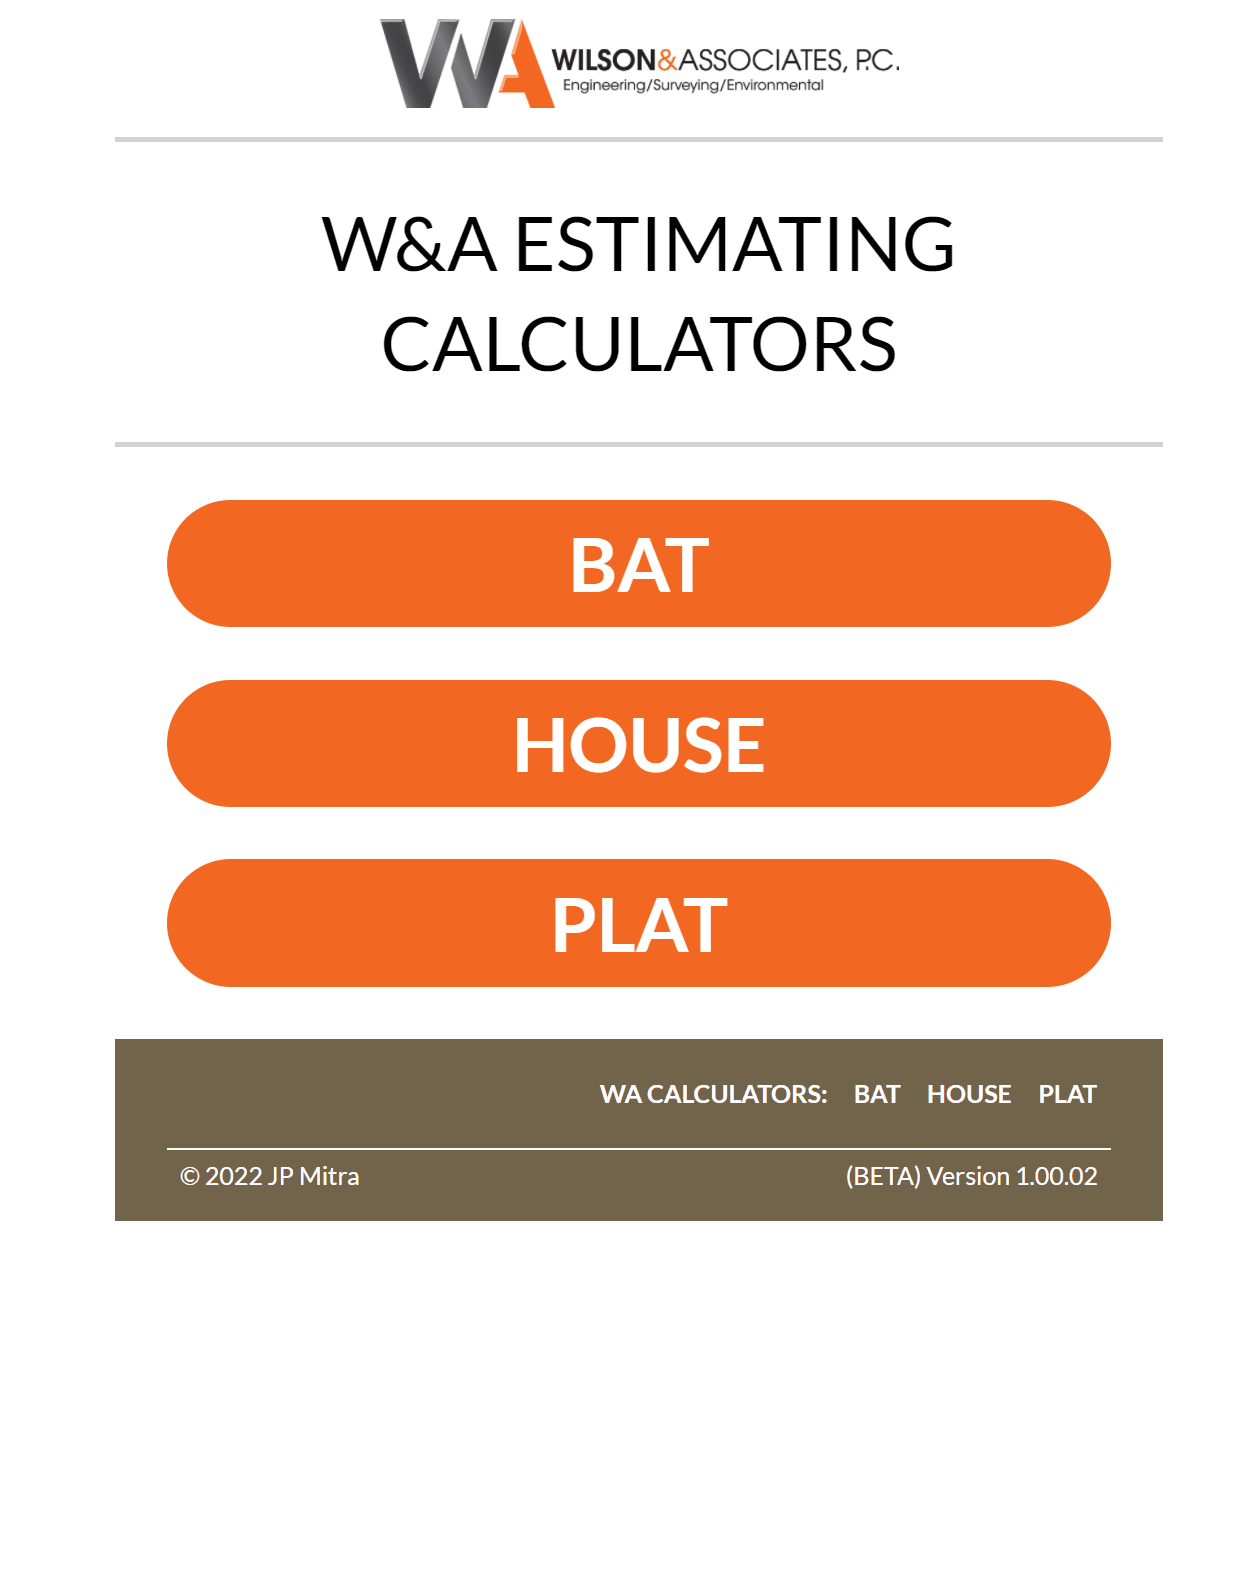 WA WILSON&ASSOCIATES, P.C.
Engineering/Surveying/Environmental
W&A ESTIMATING
CALCULATORS
BAT
HOUSE
PLAT
WA CALCULATORS: BAT HOUSE PLAT
© 2022 JP Mitra (BETA) Version 1.00.02